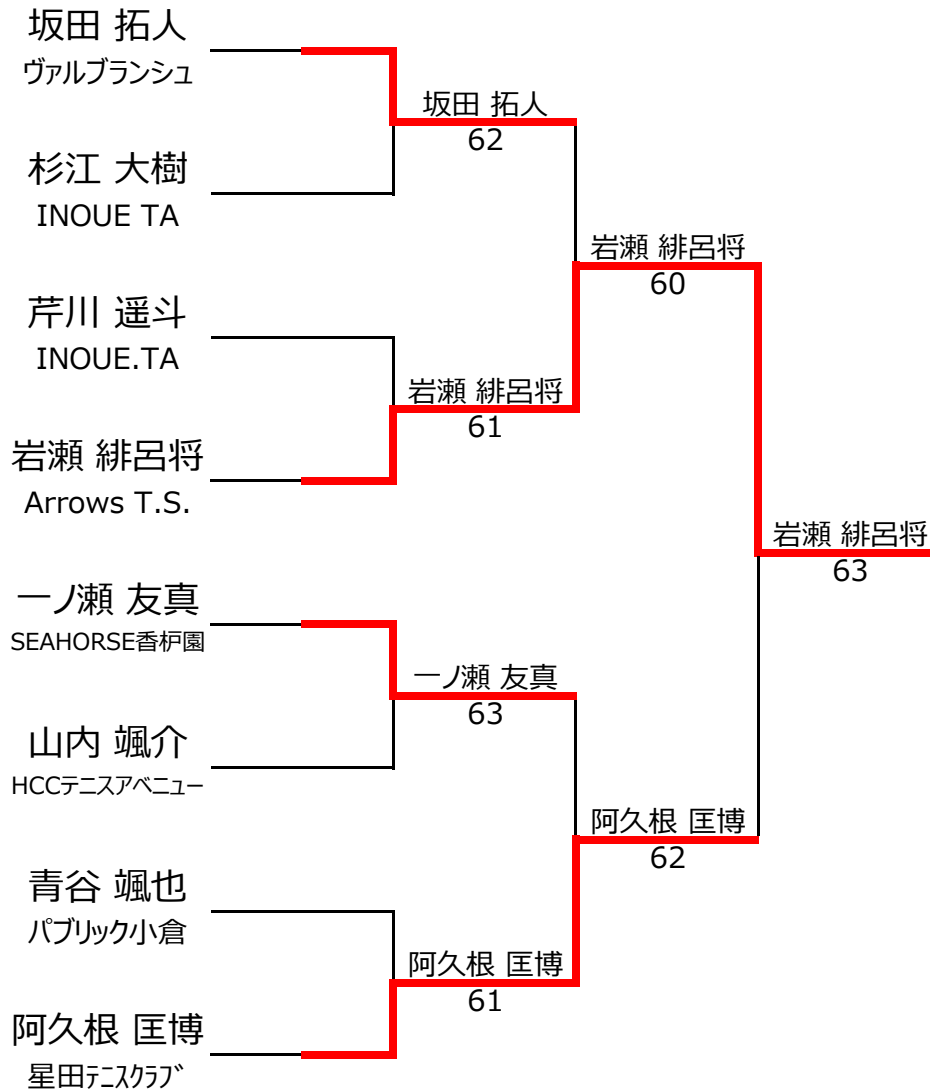 坂田 拓人
ヴァルブランシュ
坂田 拓人
62
杉江 大樹
INOUE TA
岩瀬 緋呂将
60
芹川 遥斗
INOUE.TA
岩瀬 緋呂将
61
岩瀬 緋呂将
Arrows T.S.
岩瀬 緋呂将
63
一ノ瀬 友真
SEAHORSE香枦園
一ノ瀬 友真
63
山内 颯介
HCCテニスアベニュー
阿久根 匡博
62
青谷 颯也
パブリック小倉
阿久根 匡博
61
阿久根 匡博
星田テニスクラブ